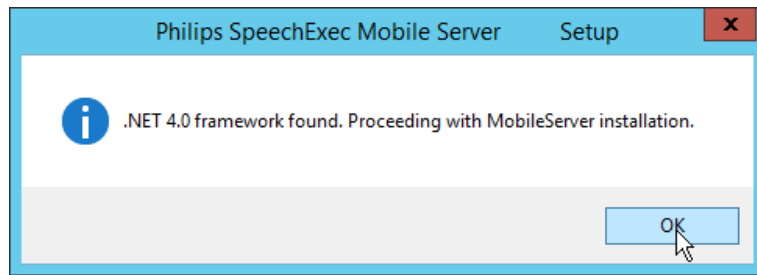 Philips SpeechExec Mobile Server Setup
x
.NET 4.0 framework found. Proceeding with MobileServer installation.
OK